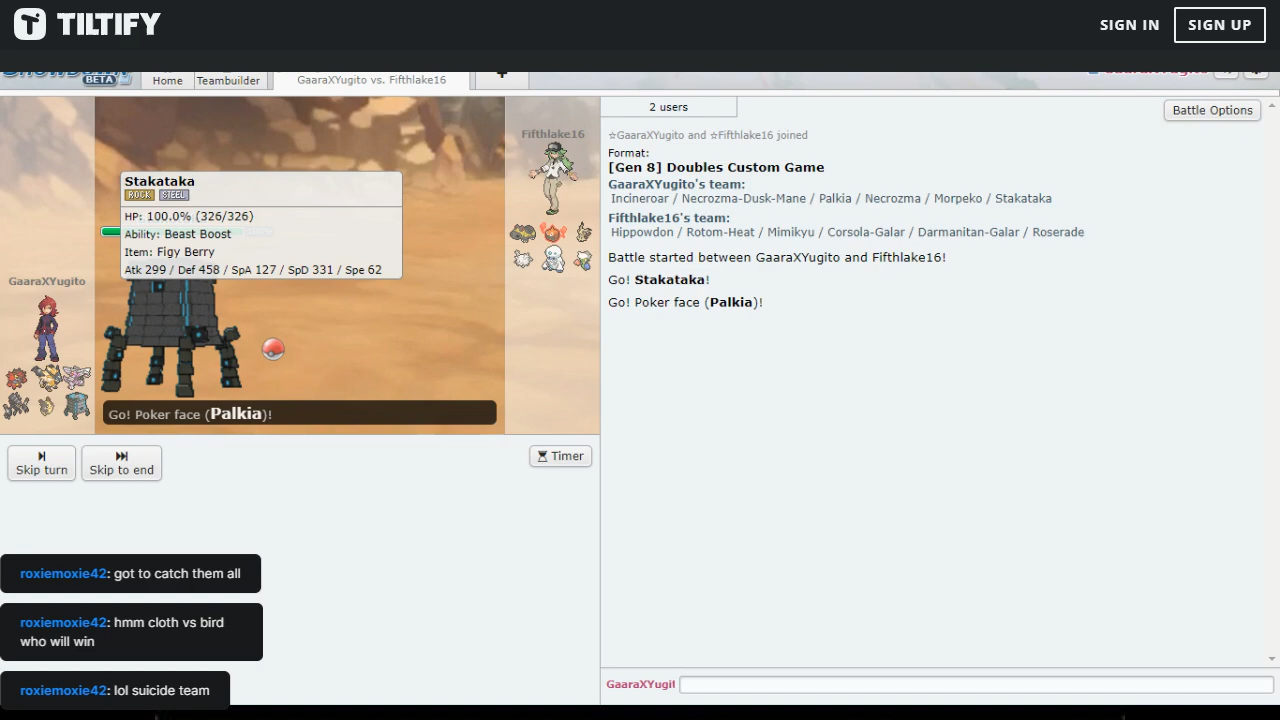 TILTIFY
SIGN IN
SIGN UP
BETA
Home
Teambuilder
GaaraXYugito vs. Fifthlake16
+
GaaraXYugito
2 users
Battle Options
☆GaaraXYugito and ☆Fifthlake16 joined
Format:
[Gen 8] Doubles Custom Game
GaaraXYugito's team:
Incineroar / Necrozma-Dusk-Mane / Palkia / Necrozma / Morpeko / Stakataka
Fifthlake16's team:
Hippowdon / Rotom-Heat / Mimikyu / Corsola-Galar / Darmanitan-Galar / Roserade
Battle started between GaaraXYugito and Fifthlake16!
Go! Stakataka!
Go! Poker face (Palkia)!
Fifthlake16
Stakataka
ROCK STEEL
HP: 100.0% (326/326)
Ability: Beast Boost
Item: Figy Berry
Atk 299 / Def 458 / SpA 127 / SpD 331 / Spe 62
GaaraXYugito
Go! Poker face (Palkia)!
Skip turn
Skip to end
Timer
roxiemoxie42: got to catch them all
roxiemoxie42: hmm cloth vs bird
who will win
roxiemoxie42: lol suicide team
GaaraXYugit